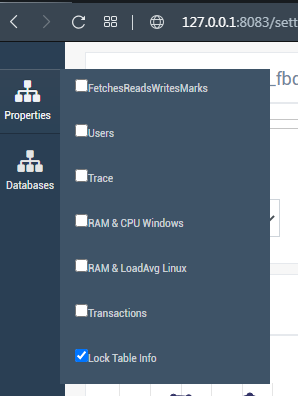 127.0.0.1:8083/sett
_fbc
Properties
Databases
FetchesReadsWritesMarks
Users
Trace
RAM & CPU Windows
RAM & LoadAvg Linux
Transactions
Lock Table Info